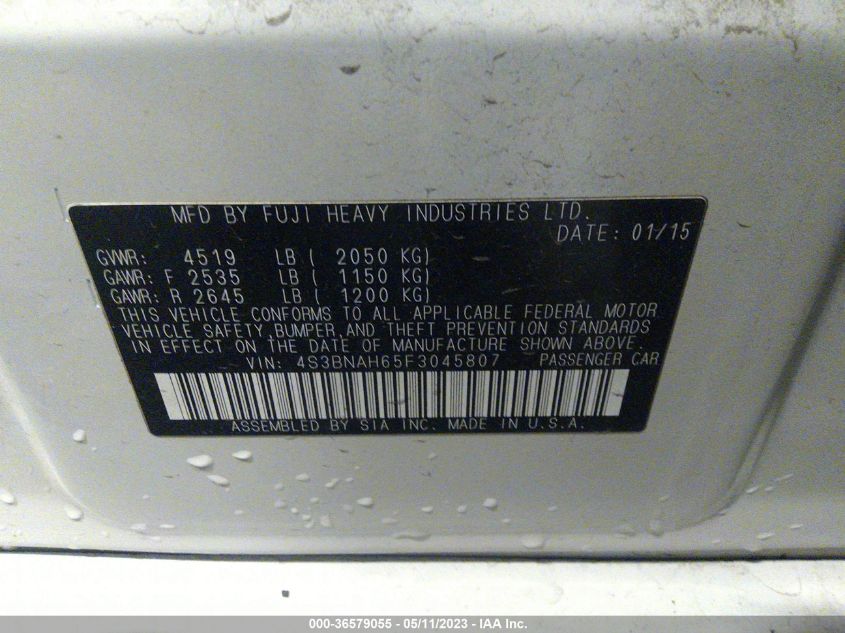 MFD BY FUJI HEAVY INDUSTRIES LTD.
DATE: 01/15
GVWR: 4519 LB ( 2050 KG)
GAWR: F 2535 LB ( 1150 KG)
GAWR: R 2645 LB ( 1200 KG)
THIS VEHICLE CONFORMS TO ALL APPLICABLE FEDERAL MOTOR
VEHICLE SAFETY,BUMPER,AND THEFT PREVENTION STANDARDS
IN EFFECT ON THE DATE OF MANUFACTURE SHOWN ABOVE.
VIN: 4S3BNAH65F3045807 PASSENGER CAR
ASSEMBLED BY SIA INC. MADE IN U.S.A.
000-36579055 - 05/11/2023 - IAA Inc.